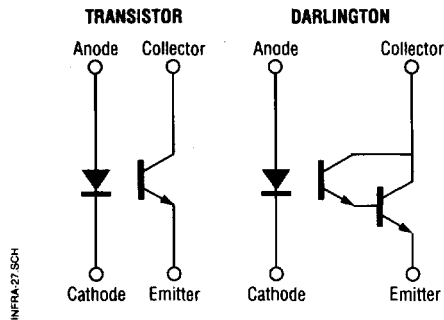 TRANSISTOR DARLINGTON
Anode Collector Anode Collector
Cathode Emitter Cathode Emitter
INFRA-27.SCH